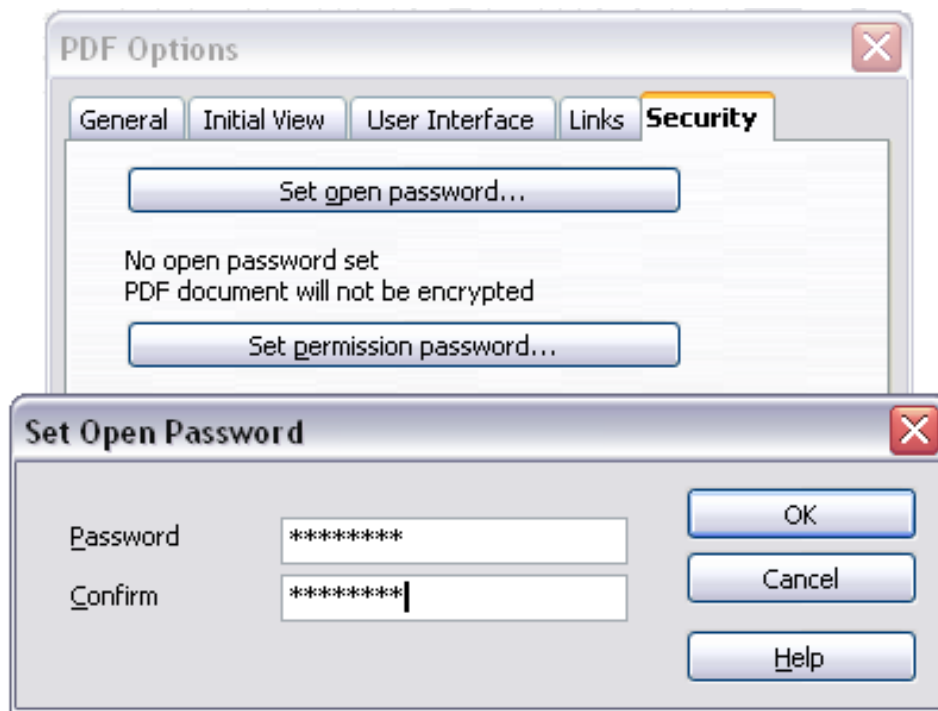 PDF Options
General Initial View User Interface Links Security
Set open password...
No open password set
PDF document will not be encrypted
Set permission password...
Set Open Password
Password ******** OK
Cancel
Confirm ********
Help